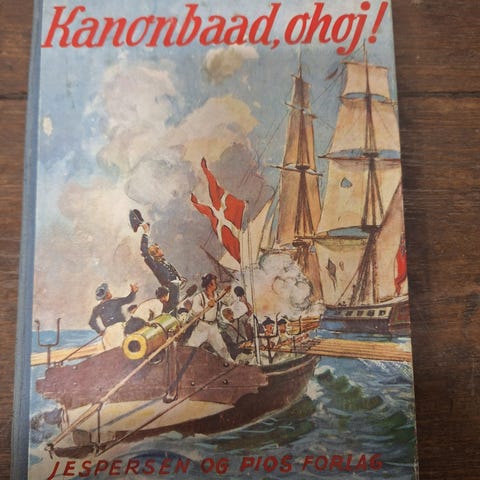 Kanonbaad, ohoj!
JESPERSEN OG PIOS FORLAG